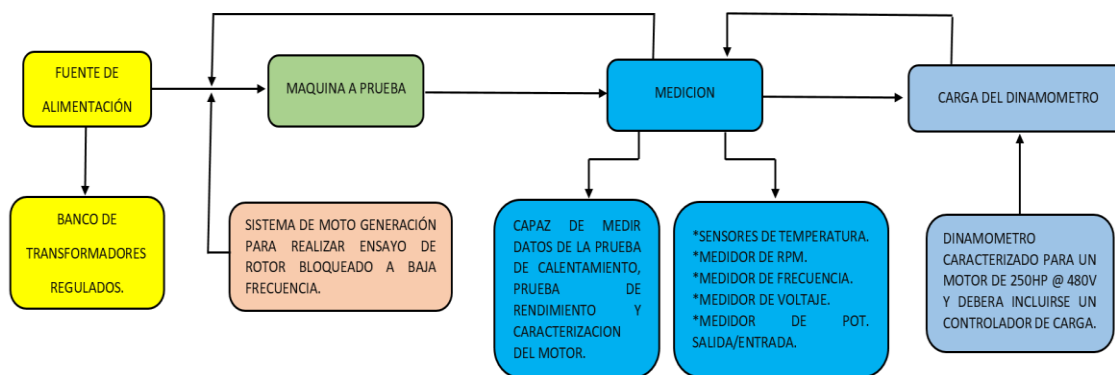 FUENTE DE
ALIMENTACIÓN
MAQUINA A PRUEBA
MEDICION
CARGA DEL DINAMOMETRO
BANCO DE
TRANSFORMADORES
REGULADOS.
SISTEMA DE MOTO GENERACIÓN
PARA REALIZAR ENSAYO DE
ROTOR BLOQUEADO A BAJA
FRECUENCIA.
CAPAZ DE MEDIR
DATOS DE LA PRUEBA
DE CALENTAMIENTO,
PRUEBA DE
RENDIMIENTO Y
CARACTERIZACION
DEL MOTOR.
*SENSORES DE TEMPERATURA.
*MEDIDOR DE RPM.
*MEDIDOR DE FRECUENCIA.
*MEDIDOR DE VOLTAJE.
*MEDIDOR DE POT.
SALIDA/ENTRADA.
DINAMOMETRO
CARACTERIZADO PARA UN
MOTOR DE 250HP @ 480V
Y DEBERA INCLUIRSE UN
CONTROLADOR DE CARGA.